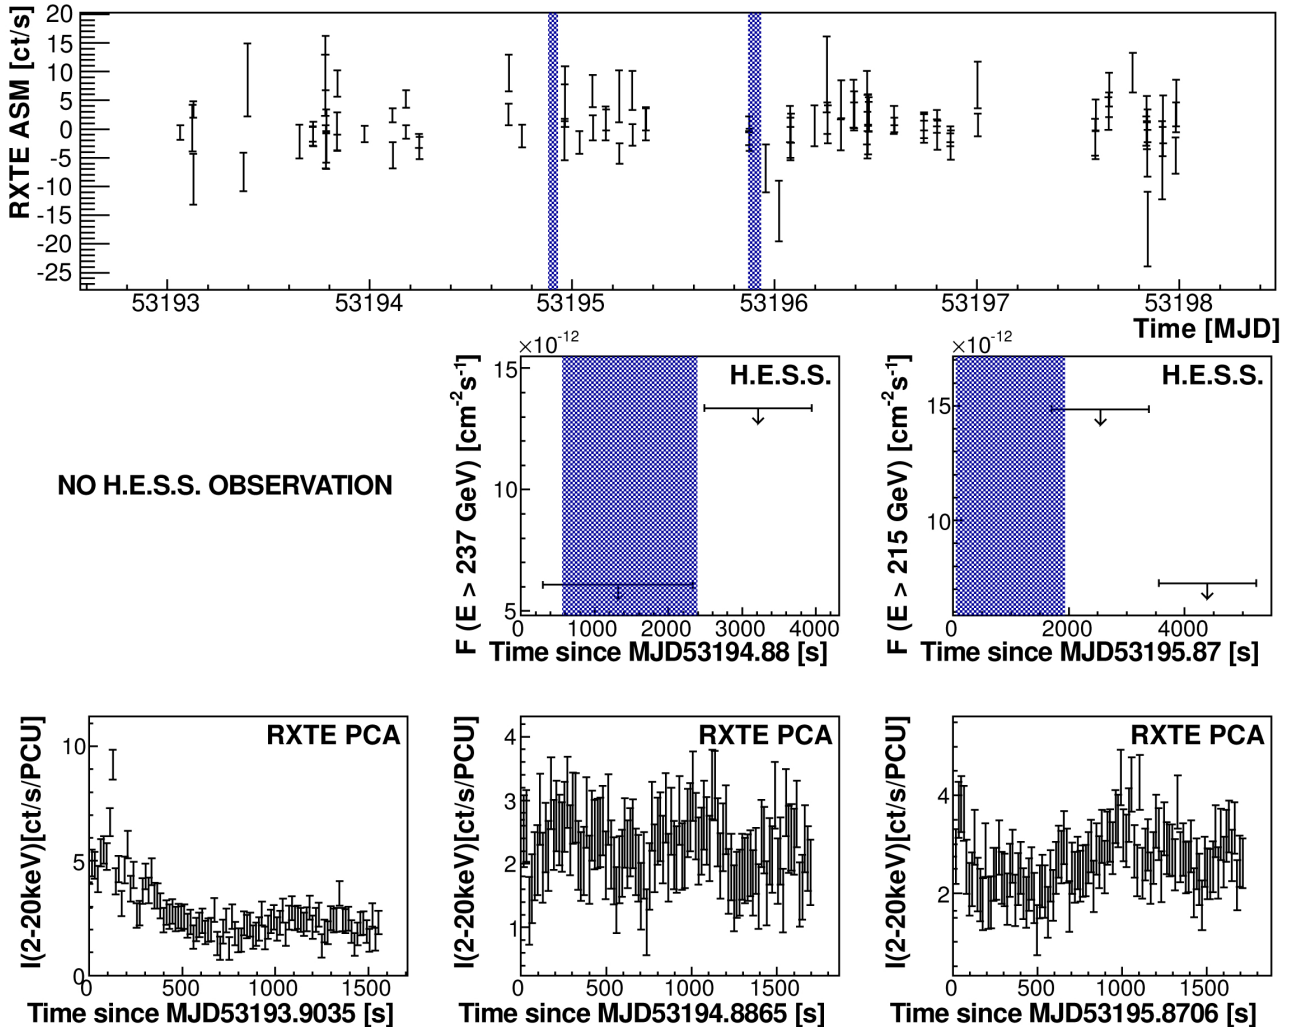 RXTE ASM [ct/s]
20
15
10
5
0
-5
-10
-15
-20
-25
53193 53194 53195 53196 53197 53198
Time [MJD]
NO H.E.S.S. OBSERVATION
×10⁻¹²
H.E.S.S.
F (E > 237 GeV) [cm⁻²s⁻¹]
15
10
5
0 1000 2000 3000 4000
Time since MJD53194.88 [s]
×10⁻¹²
H.E.S.S.
F (E > 215 GeV) [cm⁻²s⁻¹]
15
10
0 2000 4000
Time since MJD53195.87 [s]
RXTE PCA
I(2-20keV)[ct/s/PCU]
10
5
0
0 500 1000 1500
Time since MJD53193.9035 [s]
RXTE PCA
I(2-20keV)[ct/s/PCU]
4
3
2
1
0 500 1000 1500
Time since MJD53194.8865 [s]
RXTE PCA
I(2-20keV)[ct/s/PCU]
4
2
0 500 1000 1500
Time since MJD53195.8706 [s]